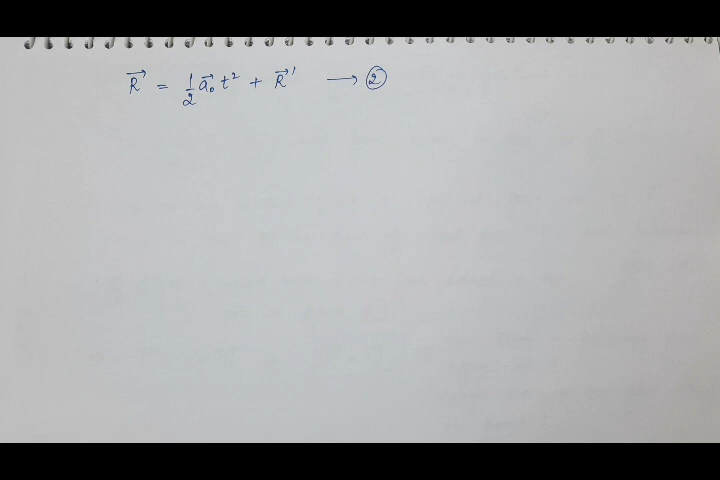 R⃗ = 1/2 a⃗₀ t² + R⃗' ⟶ ②